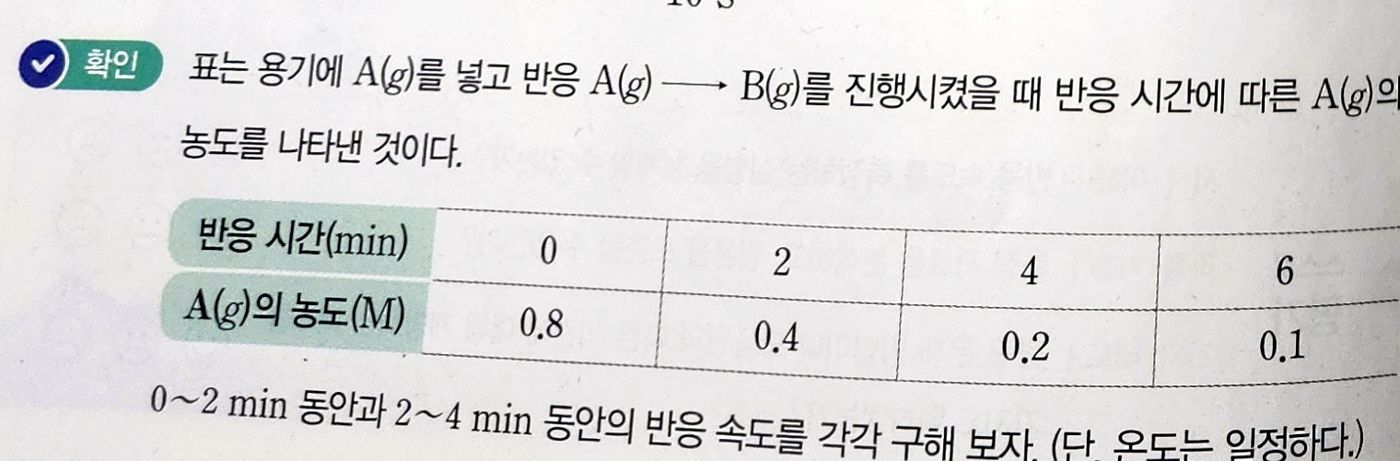 확인 표는 용기에 A(g)를 넣고 반응 A(g) ⟶ B(g)를 진행시켰을 때 반응 시간에 따른 A(g)의
농도를 나타낸 것이다.
반응 시간(min) 0 2 4 6
A(g)의 농도(M) 0.8 0.4 0.2 0.1
0~2 min 동안과 2~4 min 동안의 반응 속도를 각각 구해 보자. (단, 온도는 일정하다.)